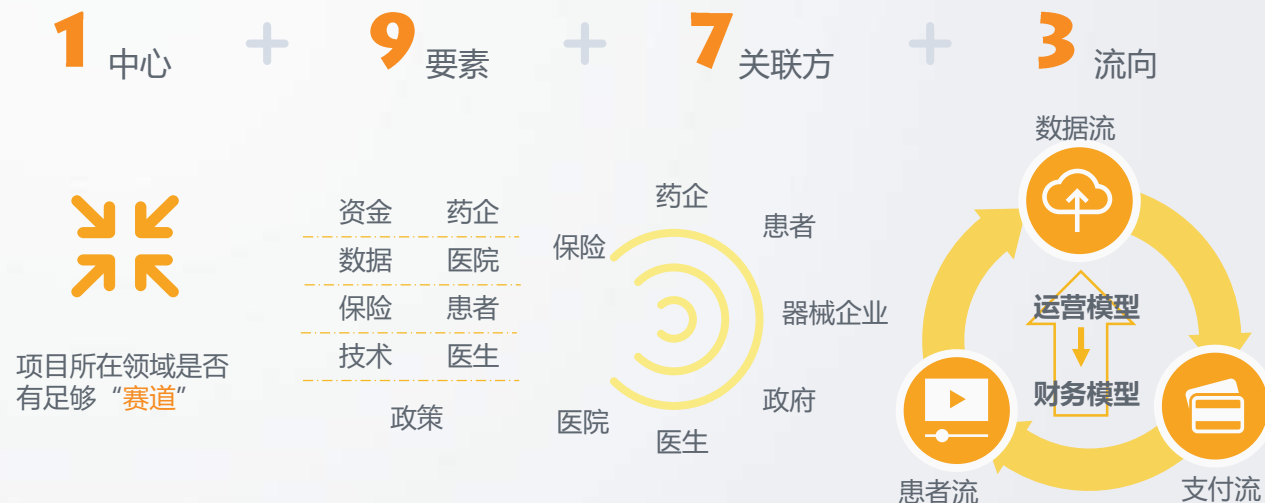 1 中心 + 9 要素 + 7 关联方 + 3 流向
项目所在领域是否
有足够“赛道”
资金 药企
数据 医院
保险 患者
技术 医生
政策
药企
患者
保险
器械企业
政府
医院
医生
数据流
运营模型
财务模型
患者流
支付流